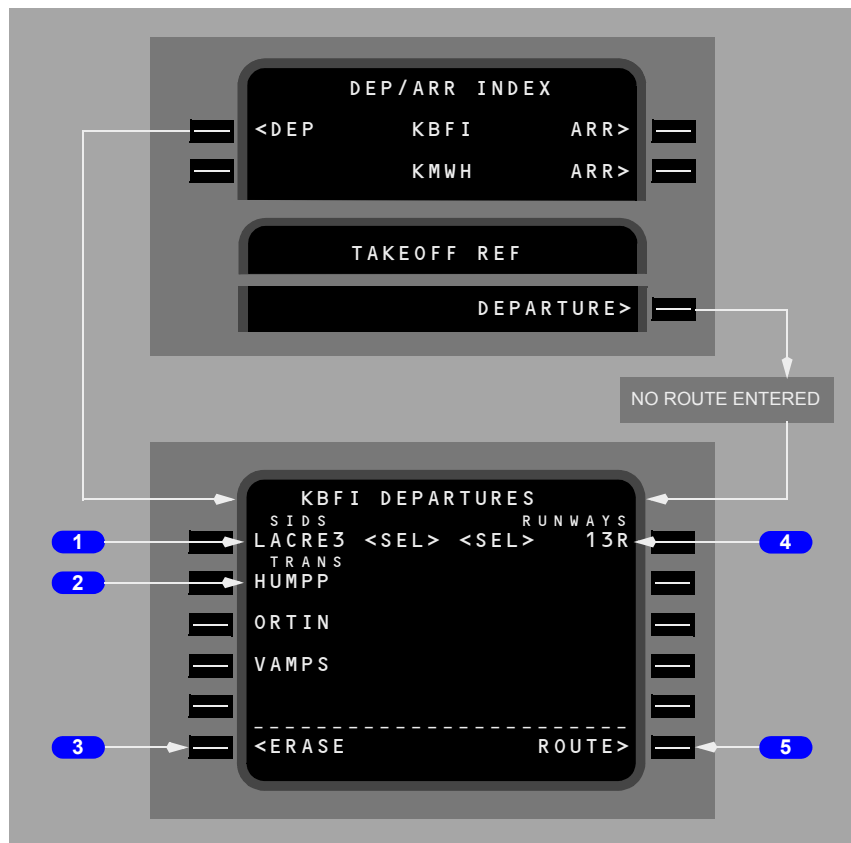 DEP/ARR INDEX
<DEP KBFI ARR>
KMWH ARR>
TAKEOFF REF
DEPARTURE>
NO ROUTE ENTERED
KBFI DEPARTURES
SIDS RUNWAYS
1 LACRE3 <SEL> <SEL> 13R 4
TRANS
2 HUMPP
ORTIN
VAMPS
------------------------
3 <ERASE ROUTE> 5